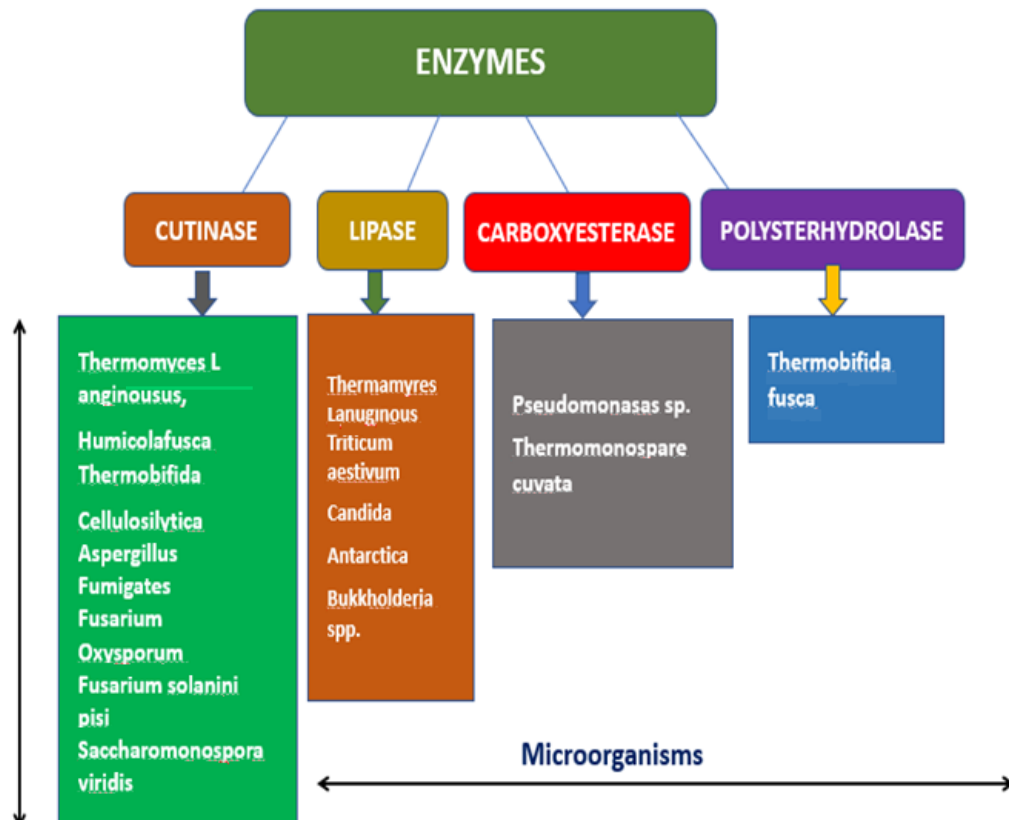 ENZYMES
CUTINASE
LIPASE
CARBOXYESTERASE
POLYSTERHYDROLASE
Thermomyces L
anginousus,
Humicolafusca
Thermobifida
Cellulosilytica
Aspergillus
Fumigates
Fusarium
Oxysporum
Fusarium solanini
pisi
Saccharomonospora
viridis
Thermamyres
Lanuginous
Triticum
aestivum
Candida
Antarctica
Bukkholderia
spp.
Pseudomonasas sp.
Thermomonospare
cuvata
Thermobifida
fusca
Microorganisms